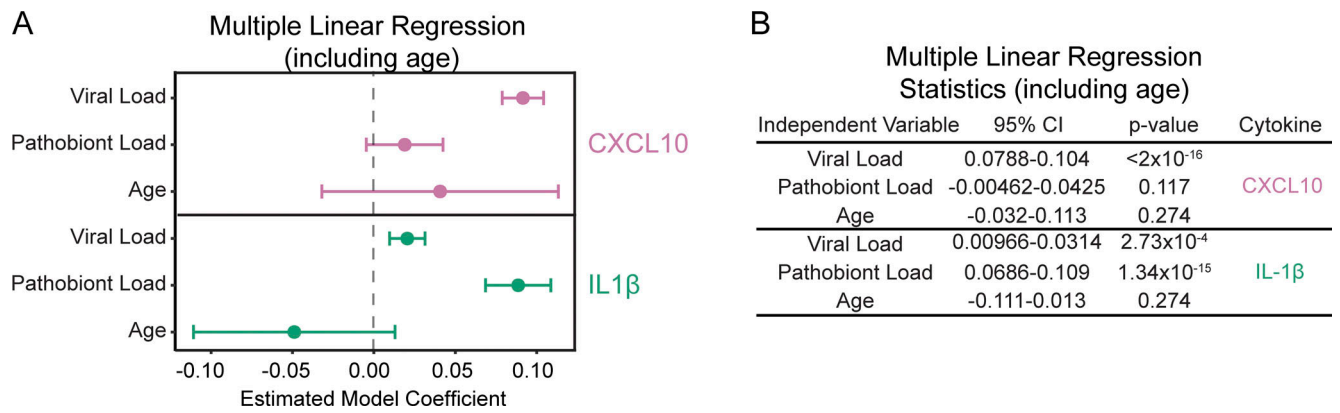 A
Multiple Linear Regression
(including age)
Viral Load
Pathobiont Load
Age
CXCL10
Viral Load
Pathobiont Load
Age
IL1β
-0.10 -0.05 0.00 0.05 0.10
Estimated Model Coefficient
B
Multiple Linear Regression
Statistics (including age)
Independent Variable 95% CI p-value Cytokine
Viral Load 0.0788-0.104 <2x10⁻¹⁶
Pathobiont Load -0.00462-0.0425 0.117 CXCL10
Age -0.032-0.113 0.274
Viral Load 0.00966-0.0314 2.73x10⁻⁴
Pathobiont Load 0.0686-0.109 1.34x10⁻¹⁵ IL-1β
Age -0.111-0.013 0.274